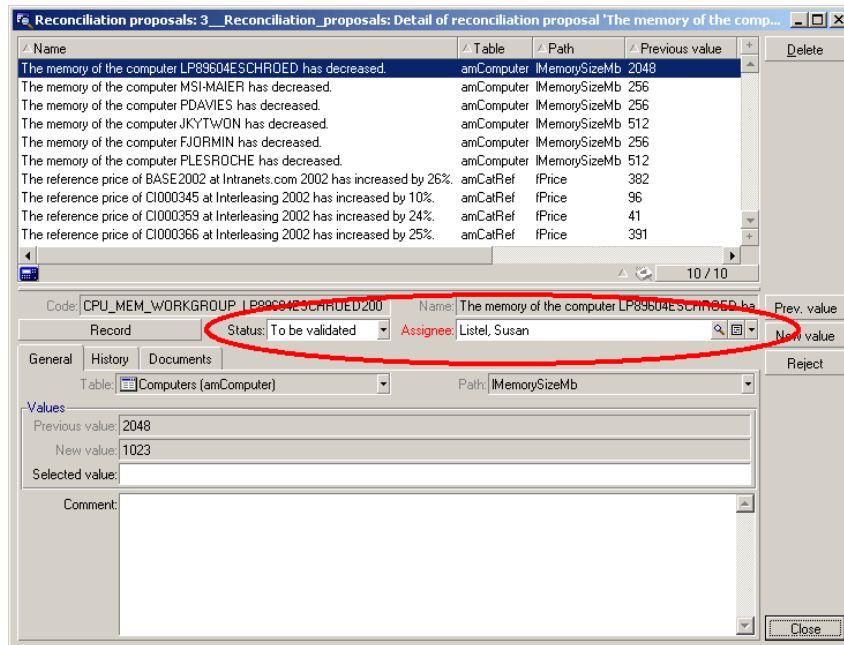 Reconciliation proposals: 3__Reconciliation_proposals: Detail of reconciliation proposal 'The memory of the comp...
Name Table Path Previous value
Delete
The memory of the computer LP89604ESCHROED has decreased. amComputer lMemorySizeMb 2048
The memory of the computer MSI-MAIER has decreased. amComputer lMemorySizeMb 256
The memory of the computer PDAVIES has decreased. amComputer lMemorySizeMb 256
The memory of the computer JKYTWON has decreased. amComputer lMemorySizeMb 512
The memory of the computer FJORMIN has decreased. amComputer lMemorySizeMb 256
The memory of the computer PLESROCHE has decreased. amComputer lMemorySizeMb 512
The reference price of BASE2002 at Intranets.com 2002 has increased by 26%. amCatRef fPrice 382
The reference price of CI000345 at Interleasing 2002 has increased by 10%. amCatRef fPrice 96
The reference price of CI000359 at Interleasing 2002 has increased by 24%. amCatRef fPrice 41
The reference price of CI000366 at Interleasing 2002 has increased by 25%. amCatRef fPrice 391
10 / 10
Code: CPU_MEM_WORKGROUP_LP89604ESCHROED200 Name: The memory of the computer LP89604ESCHROED ha
Prev. value
Record Status: To be validated Assignee: Listel, Susan
New value
General History Documents
Reject
Table: Computers (amComputer) Path: lMemorySizeMb
Values
Previous value: 2048
New value: 1023
Selected value:
Comment:
Close